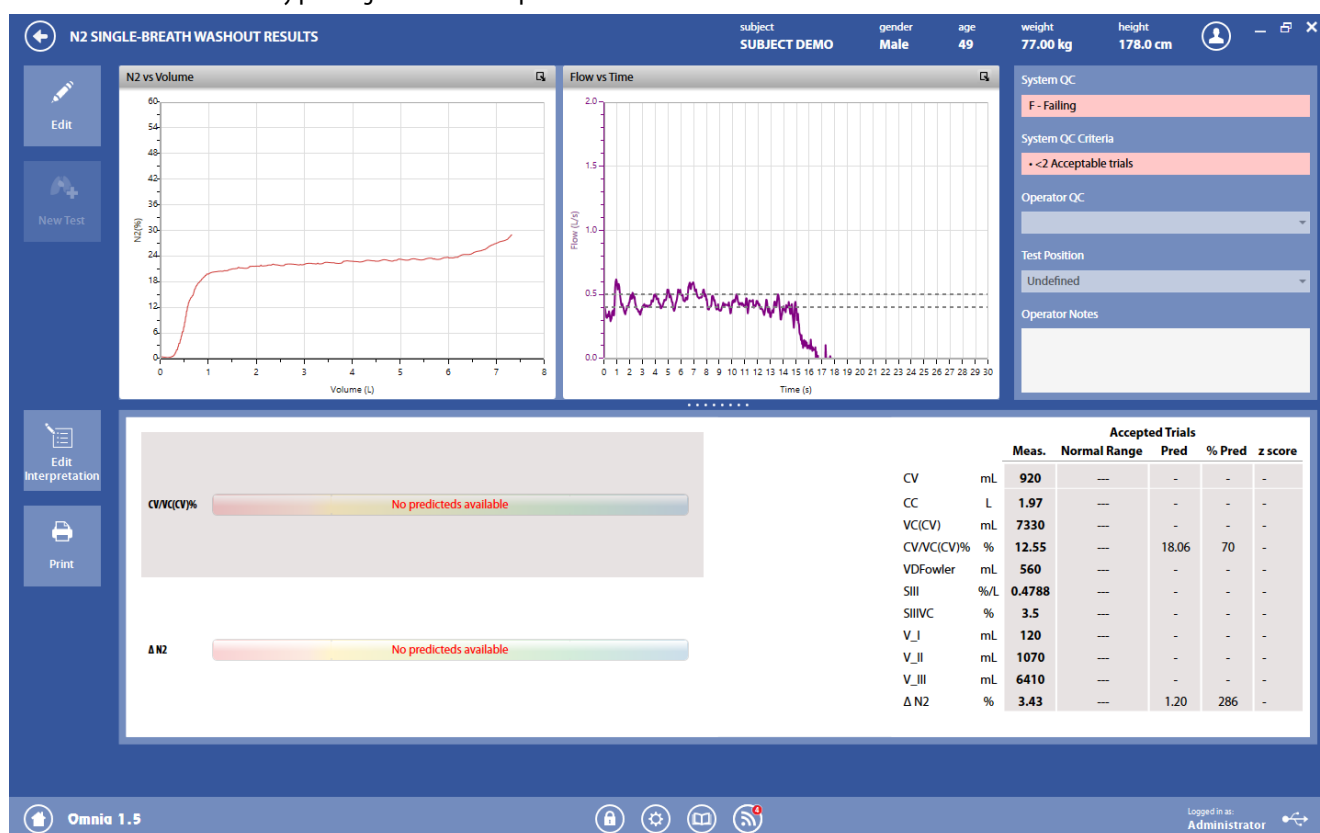 N2 SINGLE-BREATH WASHOUT RESULTS
subject gender age weight height
SUBJECT DEMO Male 49 77.00 kg 178.0 cm
Edit
New Test
Edit
Interpretation
Print
N2 vs Volume
60
54
48
42
36
30
24
18
12
6
0
N2(%)
0 1 2 3 4 5 6 7 8
Volume (L)
Flow vs Time
2.0
1.5
1.0
0.5
0.0
Flow (L/s)
0 1 2 3 4 5 6 7 8 9 10 11 12 13 14 15 16 17 18 19 20 21 22 23 24 25 26 27 28 29 30
Time (s)
System QC
F - Failing
System QC Criteria
• <2 Acceptable trials
Operator QC
Test Position
Undefined
Operator Notes
CV/VC(CV)% No predicteds available
Δ N2 No predicteds available
Accepted Trials
Meas. Normal Range Pred % Pred z score
CV mL 920 --- - - -
CC L 1.97 --- - - -
VC(CV) mL 7330 --- - - -
CV/VC(CV)% % 12.55 --- 18.06 70 -
VDFowler mL 560 --- - - -
SIII %/L 0.4788 --- - - -
SIIIVC % 3.5 --- - - -
V_I mL 120 --- - - -
V_II mL 1070 --- - - -
V_III mL 6410 --- - - -
Δ N2 % 3.43 --- 1.20 286 -
Omnia 1.5
4
Logged in as:
Administrator